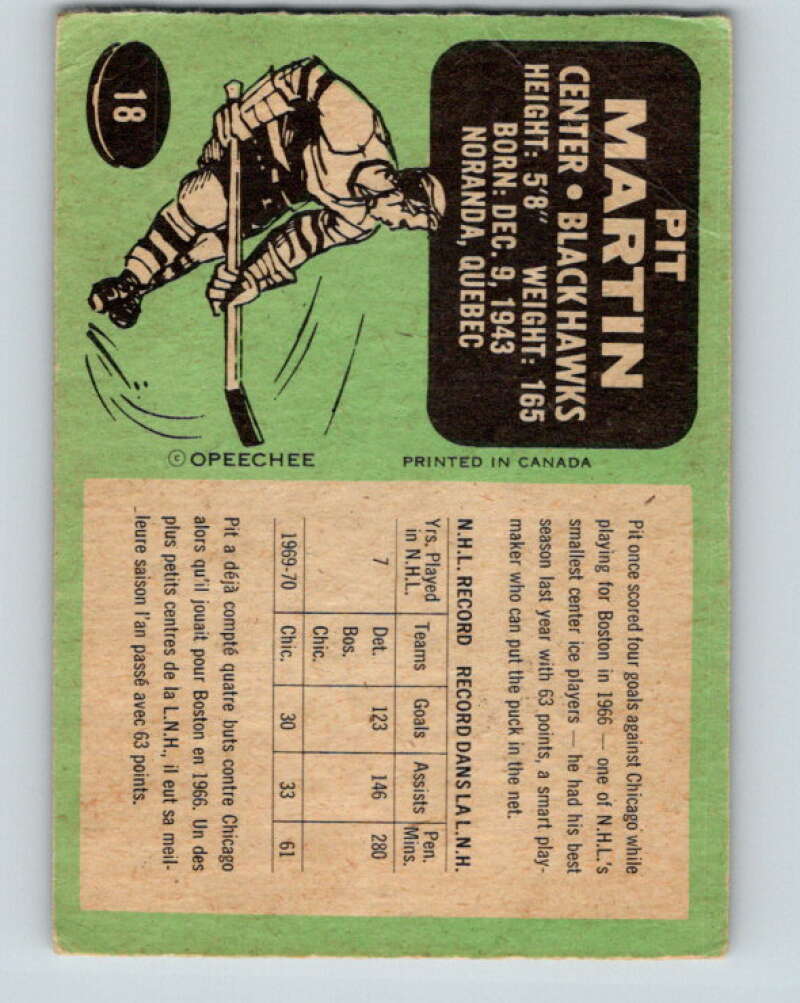 18
PIT
MARTIN
CENTER • BLACK HAWKS
HEIGHT: 5'8" WEIGHT: 165
BORN: DEC. 9, 1943
NORANDA, QUEBEC
© OPEECHEE
PRINTED IN CANADA
Pit once scored four goals against Chicago while
playing for Boston in 1966 — one of N.H.L.'s
smallest center ice players — he had his best
season last year with 63 points, a smart play-
maker who can put the puck in the net.
N.H.L. RECORD RECORD DANS LA L.N.H.
Yrs. Played in N.H.L. Teams Goals Assists Pen. Mins.
7 Det. 123 146 280
Bos.
Chic.
1969-70 Chic. 30 33 61
Pit a déjà compté quatre buts contre Chicago
alors qu'il jouait pour Boston en 1966. Un des
plus petits centres de la L.N.H., il eut sa meil-
leure saison l'an passé avec 63 points.